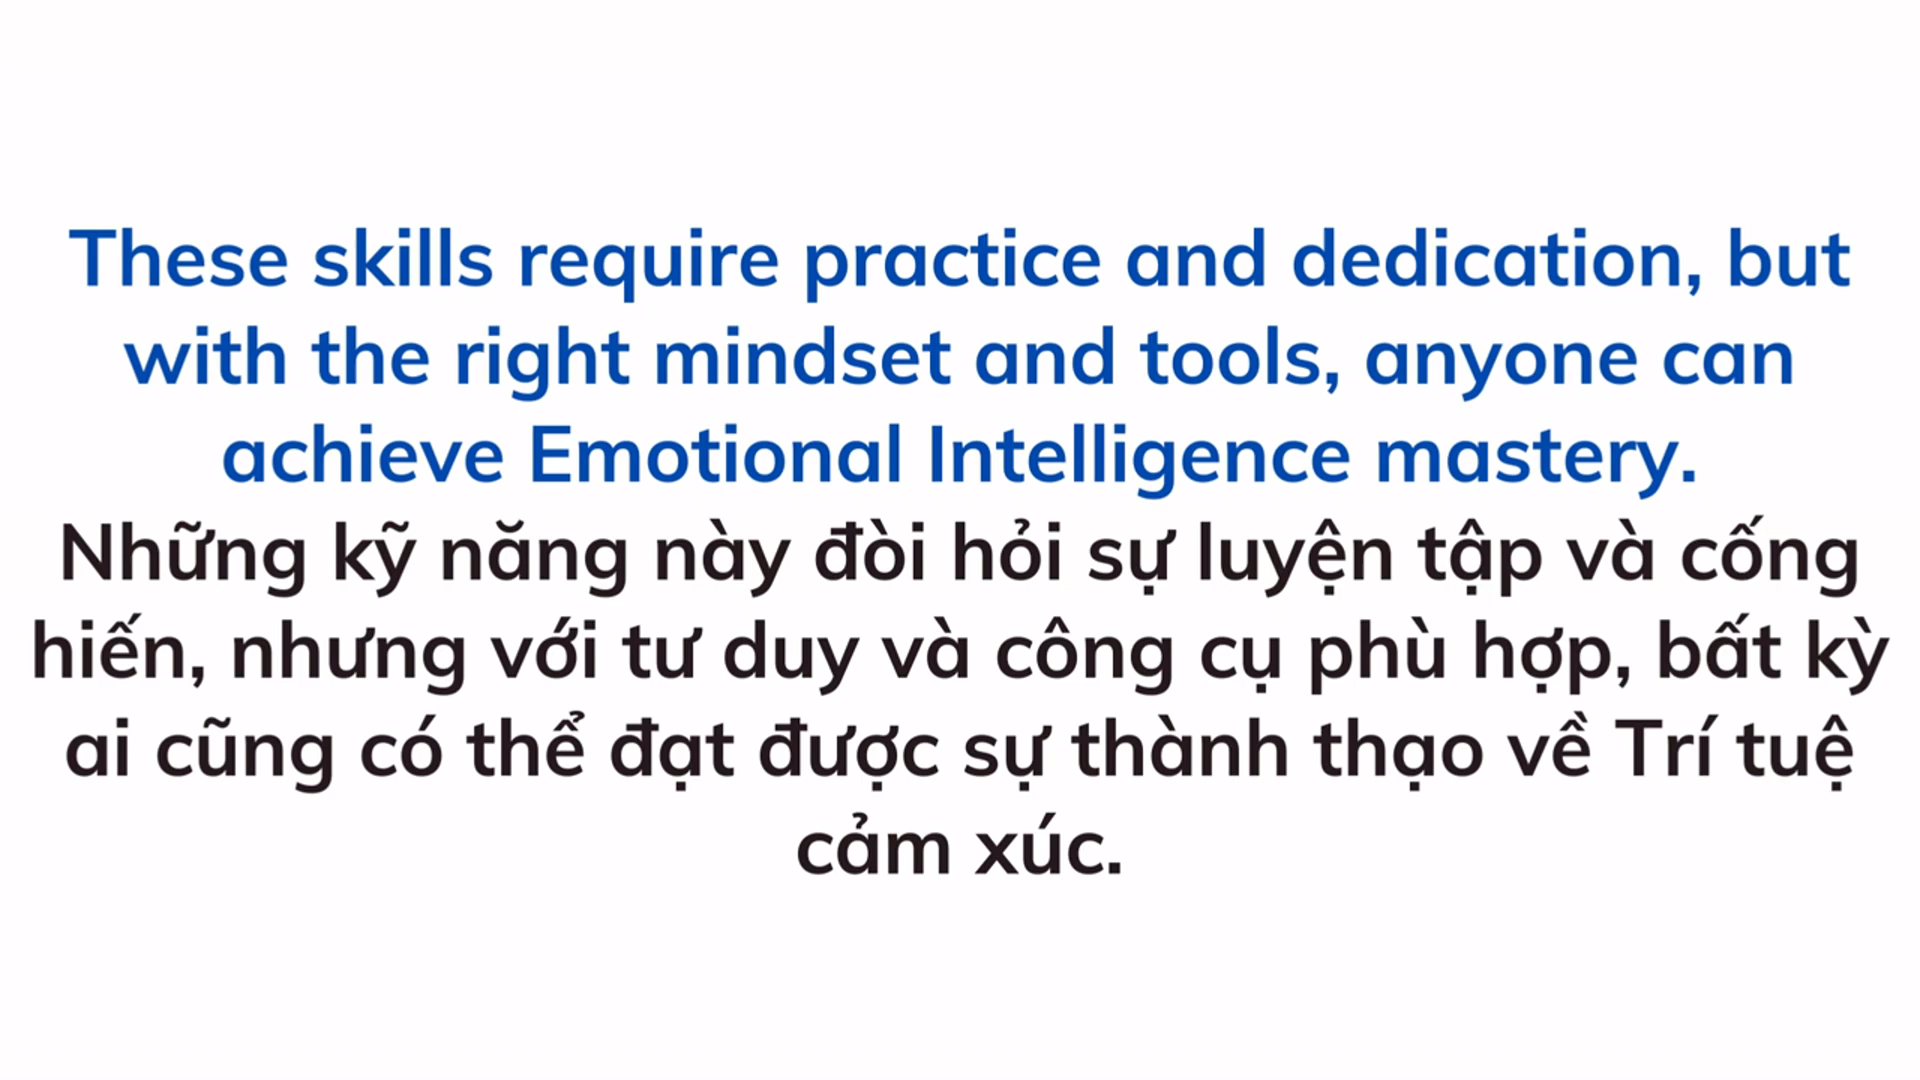 These skills require practice and dedication, but
with the right mindset and tools, anyone can
achieve Emotional Intelligence mastery.
Những kỹ năng này đòi hỏi sự luyện tập và cống
hiến, nhưng với tư duy và công cụ phù hợp, bất kỳ
ai cũng có thể đạt được sự thành thạo về Trí tuệ
cảm xúc.